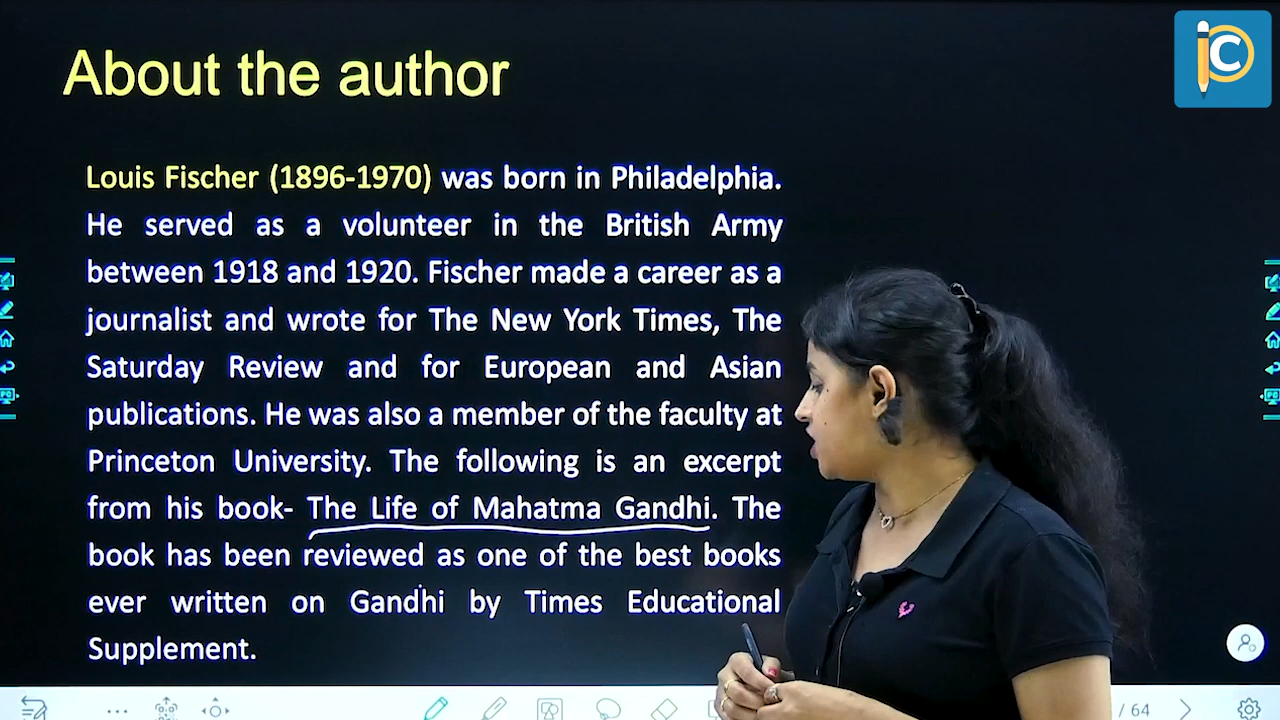 About the author
Louis Fischer (1896-1970) was born in Philadelphia.
He served as a volunteer in the British Army
between 1918 and 1920. Fischer made a career as a
journalist and wrote for The New York Times, The
Saturday Review and for European and Asian
publications. He was also a member of the faculty at
Princeton University. The following is an excerpt
from his book- The Life of Mahatma Gandhi. The
book has been reviewed as one of the best books
ever written on Gandhi by Times Educational
Supplement.
/ 64